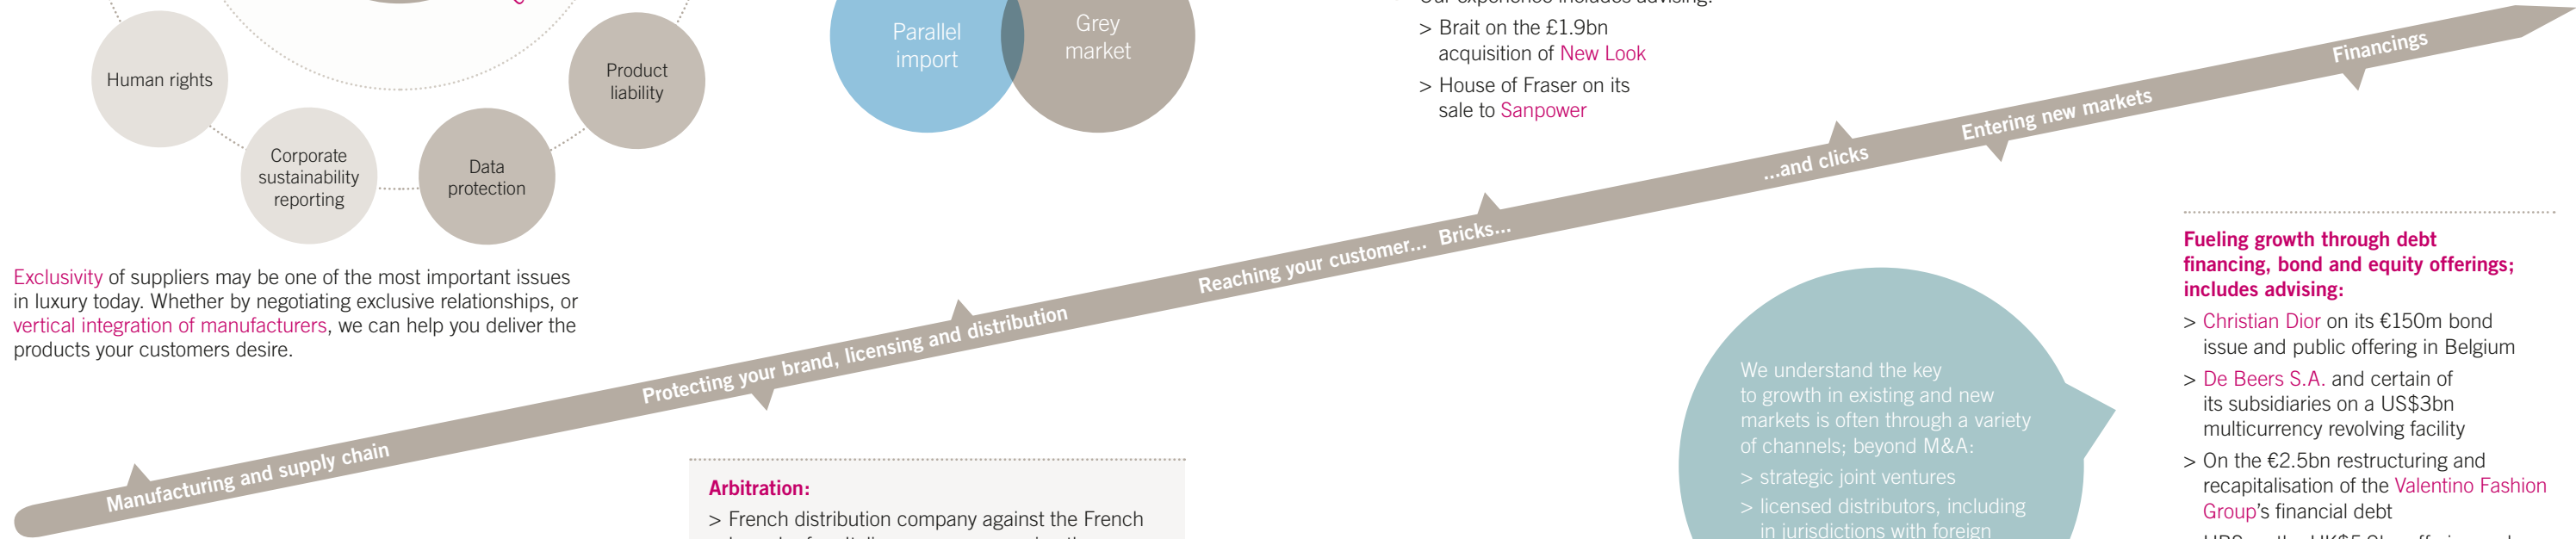 Human rights
Corporate
sustainability
reporting
Data
protection
Product
liability
Exclusivity of suppliers may be one of the most important issues
in luxury today. Whether by negotiating exclusive relationships, or
vertical integration of manufacturers, we can help you deliver the
products your customers desire.
Parallel
import
Grey
market
Our experience includes advising:
> Brait on the £1.9bn
acquisition of New Look
> House of Fraser on its
sale to Sanpower
Manufacturing and supply chain
Protecting your brand, licensing and distribution
Reaching your customer... Bricks...
...and clicks
Entering new markets
Financings
Arbitration:
> French distribution company against the French
We understand the key
to growth in existing and new
markets is often through a variety
of channels; beyond M&A:
> strategic joint ventures
> licensed distributors, including
in jurisdictions with foreign
Fueling growth through debt
financing, bond and equity offerings;
includes advising:
> Christian Dior on its €150m bond
issue and public offering in Belgium
> De Beers S.A. and certain of
its subsidiaries on a US$3bn
multicurrency revolving facility
> On the €2.5bn restructuring and
recapitalisation of the Valentino Fashion
Group's financial debt